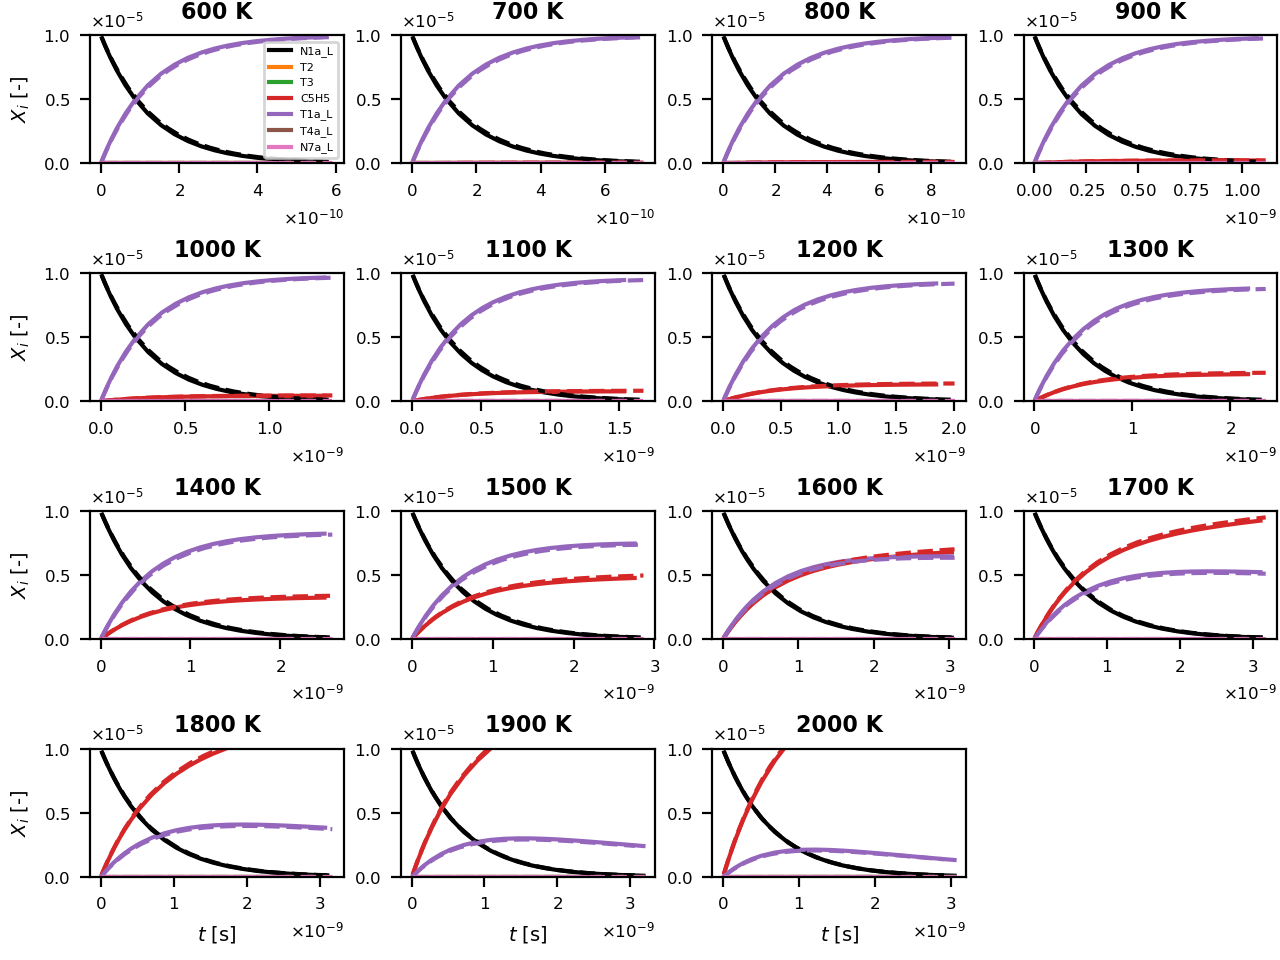 600 K 700 K 800 K 900 K
×10⁻⁵ ×10⁻⁵ ×10⁻⁵ ×10⁻⁵
X_i [-]
1.0 1.0 1.0 1.0
0.5 0.5 0.5 0.5
0.0 0.0 0.0 0.0
N1a_L
T2
T3
C5H5
T1a_L
T4a_L
N7a_L
0 2 4 6 0 2 4 6 0 2 4 6 8 0.00 0.25 0.50 0.75 1.00
×10⁻¹⁰ ×10⁻¹⁰ ×10⁻¹⁰ ×10⁻⁹
1000 K 1100 K 1200 K 1300 K
×10⁻⁵ ×10⁻⁵ ×10⁻⁵ ×10⁻⁵
X_i [-]
1.0 1.0 1.0 1.0
0.5 0.5 0.5 0.5
0.0 0.0 0.0 0.0
0.0 0.5 1.0 0.0 0.5 1.0 1.5 0.0 0.5 1.0 1.5 2.0 0 1 2
×10⁻⁹ ×10⁻⁹ ×10⁻⁹ ×10⁻⁹
1400 K 1500 K 1600 K 1700 K
×10⁻⁵ ×10⁻⁵ ×10⁻⁵ ×10⁻⁵
X_i [-]
1.0 1.0 1.0 1.0
0.5 0.5 0.5 0.5
0.0 0.0 0.0 0.0
0 1 2 0 1 2 3 0 1 2 3 0 1 2 3
×10⁻⁹ ×10⁻⁹ ×10⁻⁹ ×10⁻⁹
1800 K 1900 K 2000 K
×10⁻⁵ ×10⁻⁵ ×10⁻⁵
X_i [-]
1.0 1.0 1.0
0.5 0.5 0.5
0.0 0.0 0.0
0 1 2 3 0 1 2 3 0 1 2 3
t [s] ×10⁻⁹ t [s] ×10⁻⁹ t [s] ×10⁻⁹